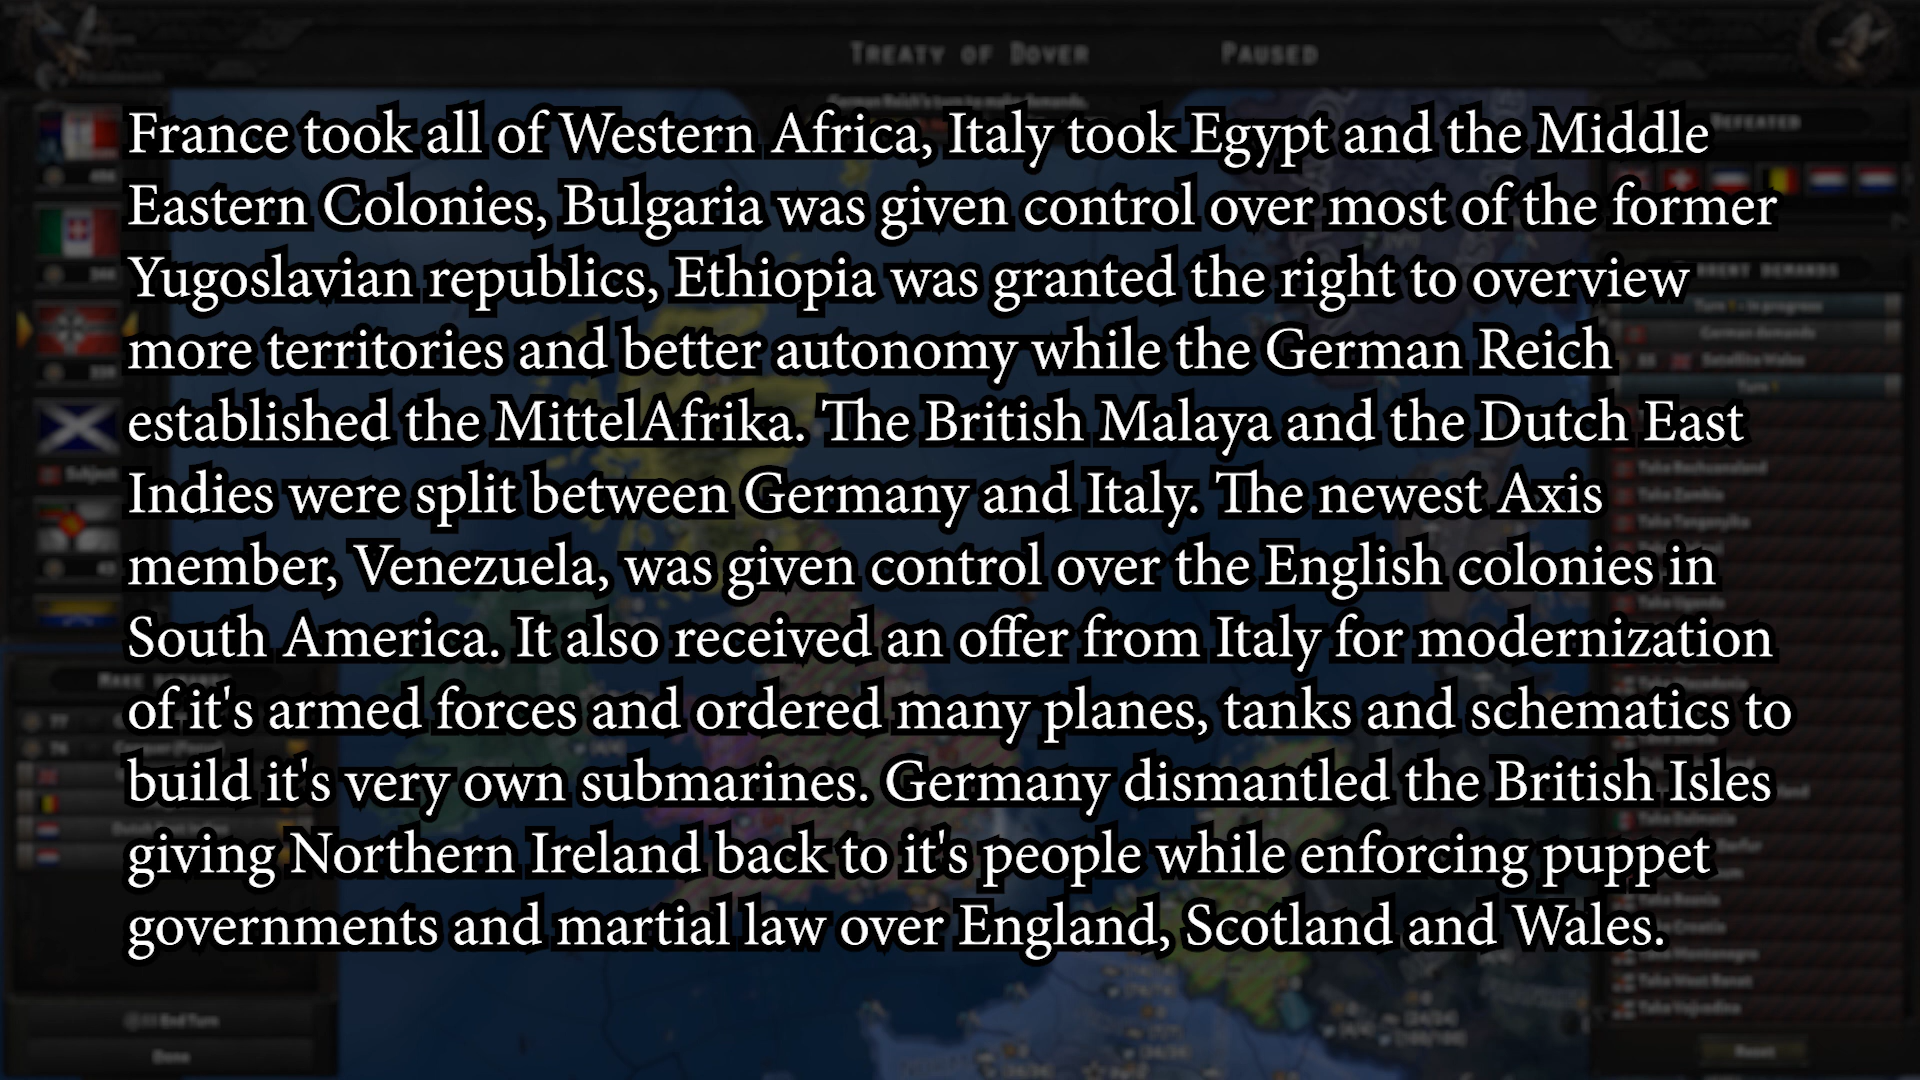 TREATY OF DOVER
PAUSED
DEFEATED
France took all of Western Africa, Italy took Egypt and the Middle
Eastern Colonies, Bulgaria was given control over most of the former
Yugoslavian republics, Ethiopia was granted the right to overview
more territories and better autonomy while the German Reich
established the MittelAfrika. The British Malaya and the Dutch East
Indies were split between Germany and Italy. The newest Axis
member, Venezuela, was given control over the English colonies in
South America. It also received an offer from Italy for modernization
of it's armed forces and ordered many planes, tanks and schematics to
build it's very own submarines. Germany dismantled the British Isles
giving Northern Ireland back to it's people while enforcing puppet
governments and martial law over England, Scotland and Wales.
End Turn
Done
Reset